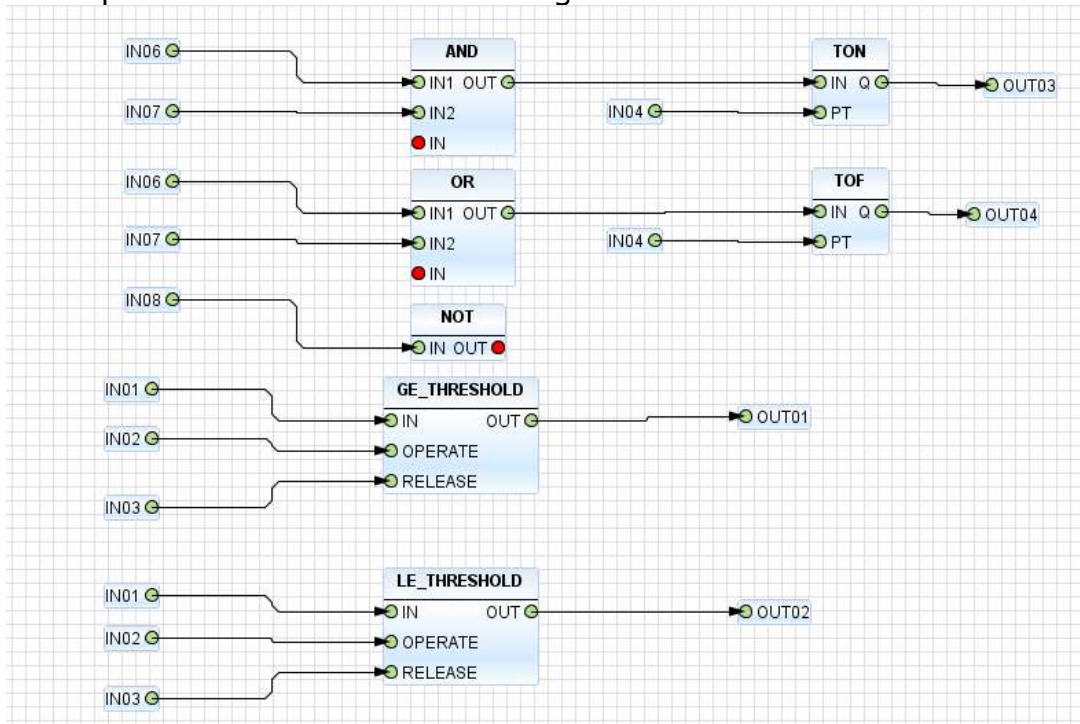 IN06
AND
TON
IN1 OUT
IN Q
OUT03
IN07
IN2
IN04
PT
IN
IN06
OR
TOF
IN1 OUT
IN Q
OUT04
IN07
IN2
IN04
PT
IN
IN08
NOT
IN OUT
IN01
GE_THRESHOLD
IN OUT
OUT01
IN02
OPERATE
RELEASE
IN03
IN01
LE_THRESHOLD
IN OUT
OUT02
IN02
OPERATE
RELEASE
IN03